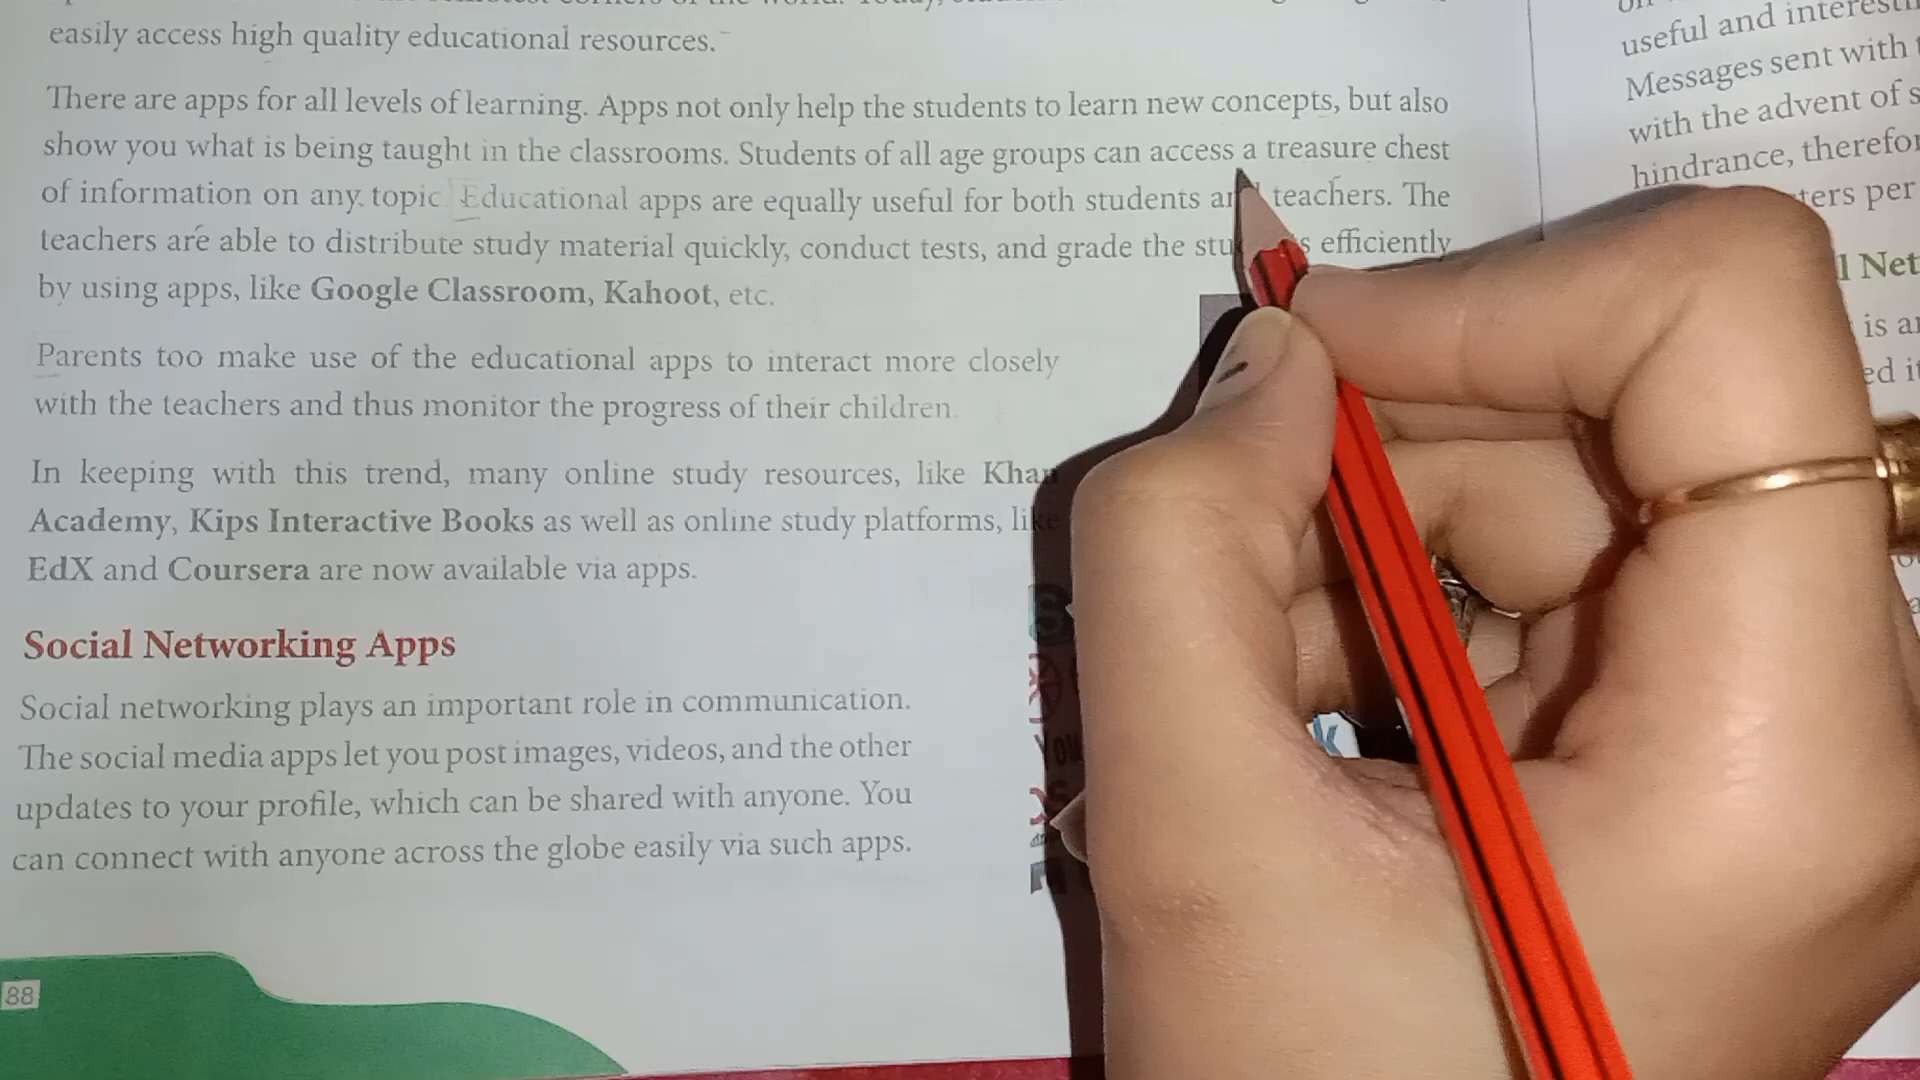 easily access high quality educational resources.
There are apps for all levels of learning. Apps not only help the students to learn new concepts, but also
show you what is being taught in the classrooms. Students of all age groups can access a treasure chest
of information on any topic. Educational apps are equally useful for both students and teachers. The
teachers are able to distribute study material quickly, conduct tests, and grade the efficiently
by using apps, like Google Classroom, Kahoot, etc.
Parents too make use of the educational apps to interact more closely
with the teachers and thus monitor the progress of their children.
In keeping with this trend, many online study resources, like Khan
Academy, Kips Interactive Books as well as online study platforms, like
EdX and Coursera are now available via apps.
Social Networking Apps
Social networking plays an important role in communication.
The social media apps let you post images, videos, and the other
updates to your profile, which can be shared with anyone. You
can connect with anyone across the globe easily via such apps.
88
useful and
Messages sent with
with the advent of
hindrance,
per
Net
is